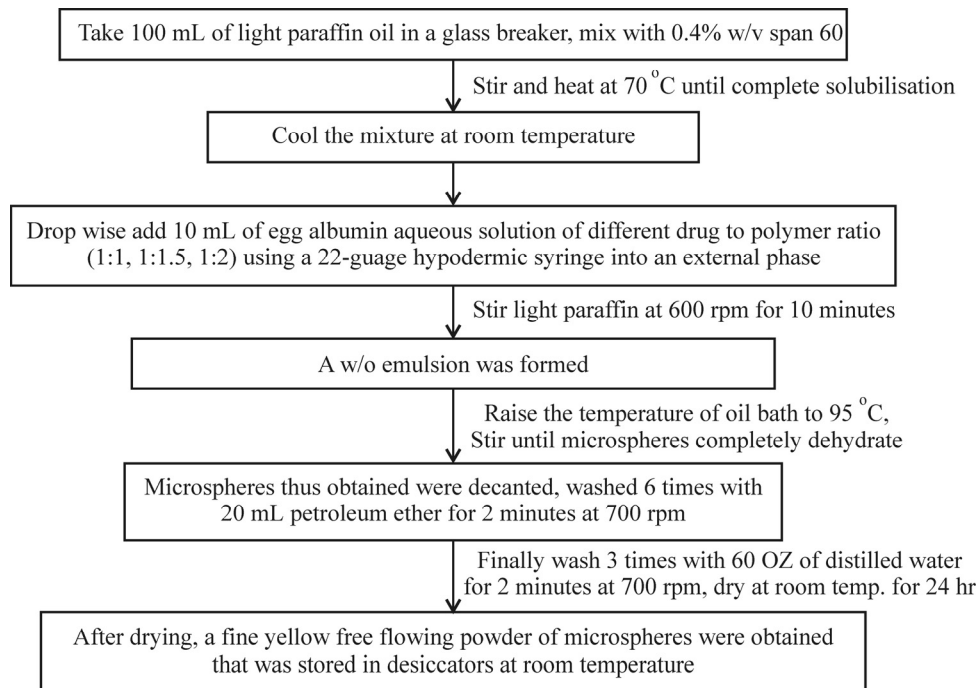 Take 100 mL of light paraffin oil in a glass breaker, mix with 0.4% w/v span 60
Stir and heat at 70 °C until complete solubilisation
Cool the mixture at room temperature
Drop wise add 10 mL of egg albumin aqueous solution of different drug to polymer ratio
(1:1, 1:1.5, 1:2) using a 22-guage hypodermic syringe into an external phase
Stir light paraffin at 600 rpm for 10 minutes
A w/o emulsion was formed
Raise the temperature of oil bath to 95 °C,
Stir until microspheres completely dehydrate
Microspheres thus obtained were decanted, washed 6 times with
20 mL petroleum ether for 2 minutes at 700 rpm
Finally wash 3 times with 60 OZ of distilled water
for 2 minutes at 700 rpm, dry at room temp. for 24 hr
After drying, a fine yellow free flowing powder of microspheres were obtained
that was stored in desiccators at room temperature